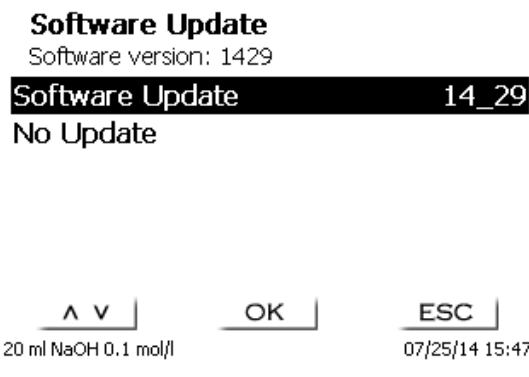 Software Update
Software version: 1429
Software Update 14_29
No Update
∧ ∨ OK ESC
20 ml NaOH 0.1 mol/l 07/25/14 15:47